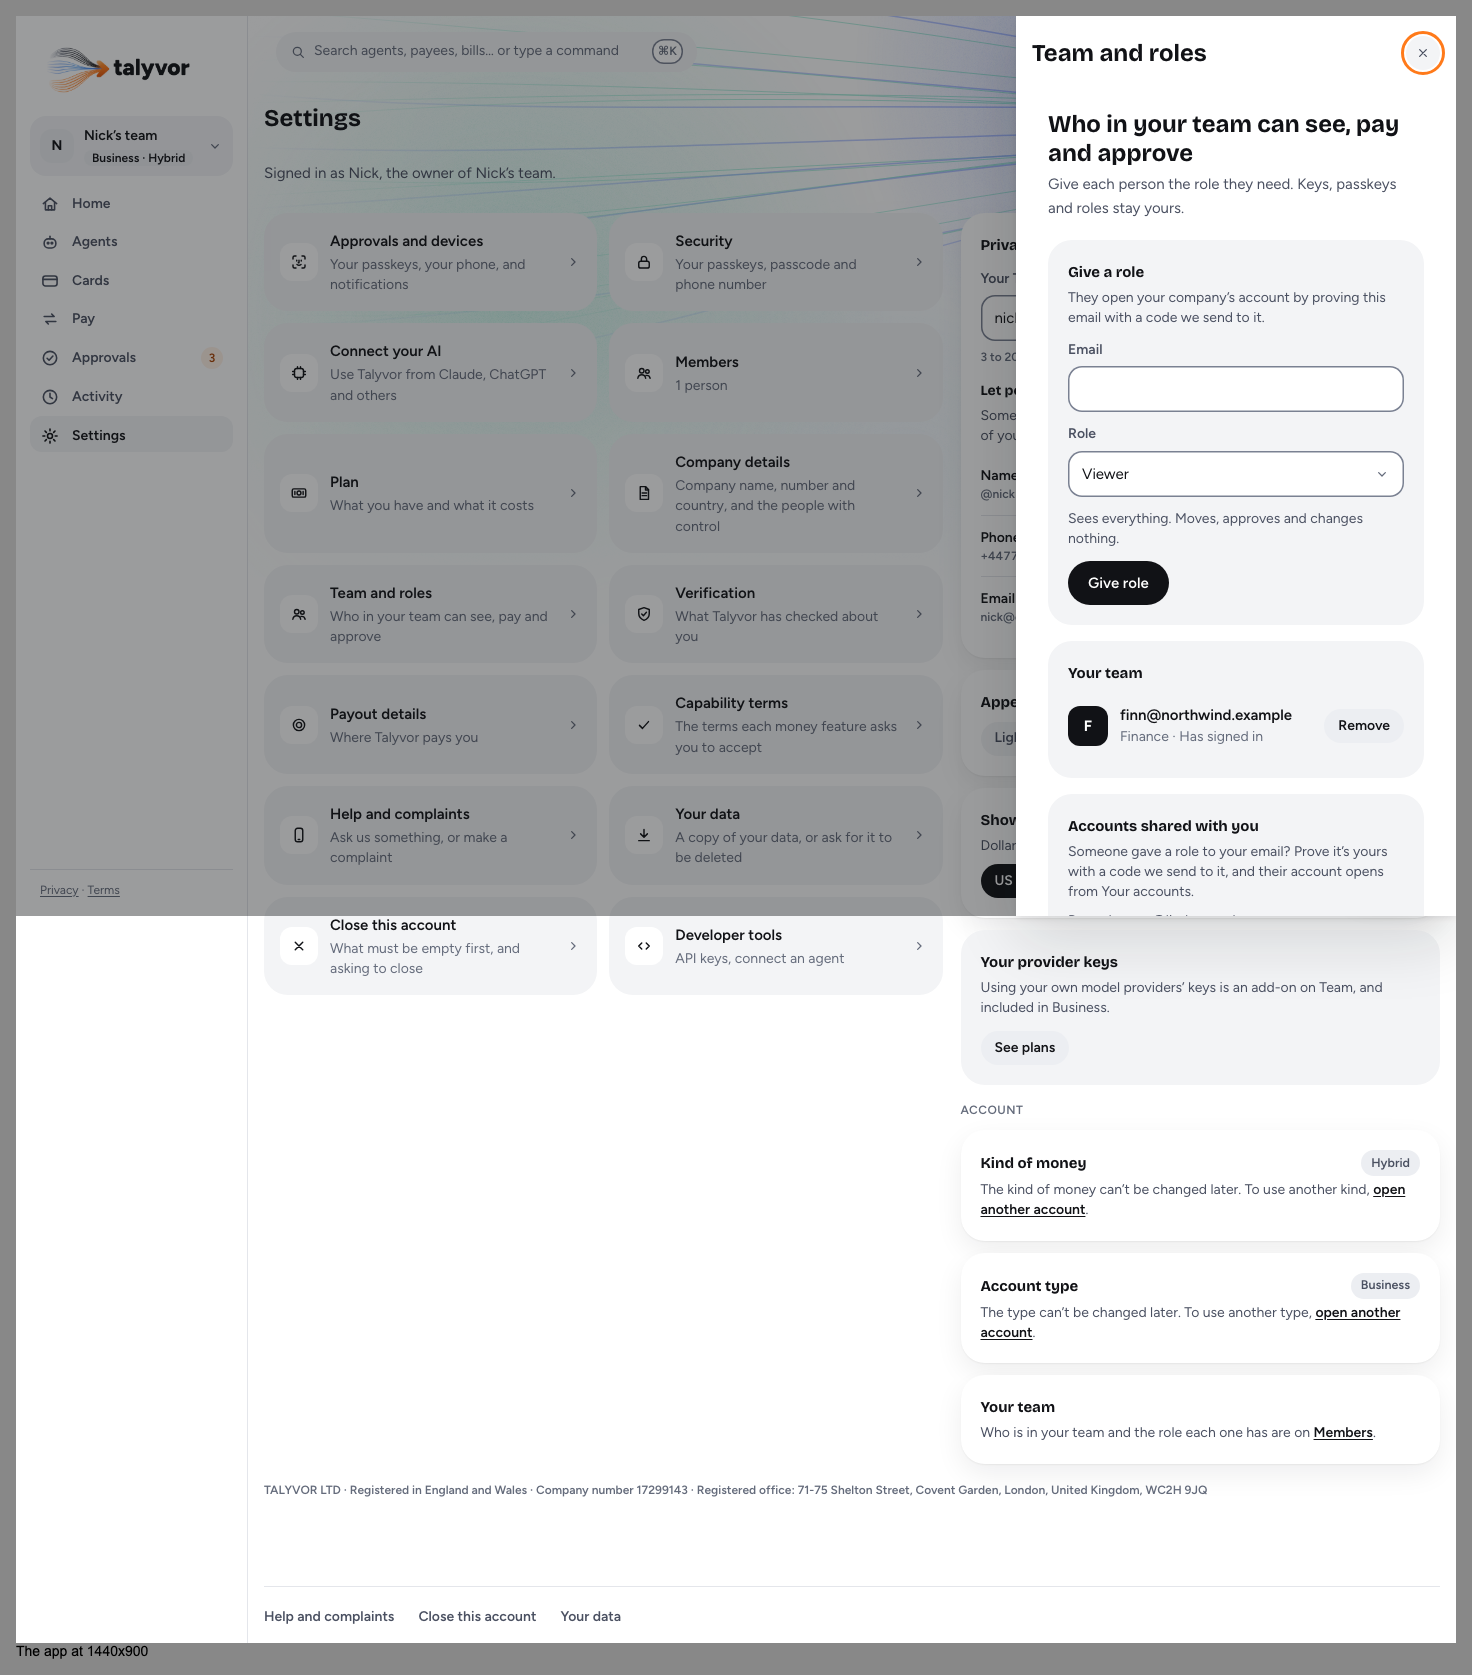 talyvor
N
Nick's team
Business · Hybrid
Home
Agents
Cards
Pay
Approvals
3
Activity
Settings
Privacy · Terms
Search agents, payees, bills... or type a command
⌘K
Settings
Signed in as Nick, the owner of Nick's team.
Approvals and devices
Your passkeys, your phone, and
notifications
Security
Your passkeys, passcode and
phone number
Connect your AI
Use Talyvor from Claude, ChatGPT
and others
Members
1 person
Plan
What you have and what it costs
Company details
Company name, number and
country, and the people with
control
Team and roles
Who in your team can see, pay and
approve
Verification
What Talyvor has checked about
you
Payout details
Where Talyvor pays you
Capability terms
The terms each money feature asks
you to accept
Help and complaints
Ask us something, or make a
complaint
Your data
A copy of your data, or ask for it to
be deleted
Close this account
What must be empty first, and
asking to close
Developer tools
API keys, connect an agent
Your
3 to 20
Some
of you
Name
@nick
Phone
+4477
Email
nick@
Show
Dollar
US
Team and roles
Who in your team can see, pay
and approve
Give each person the role they need. Keys, passkeys
and roles stay yours.
Give a role
They open your company's account by proving this
email with a code we send to it.
Email
Role
Viewer
Sees everything. Moves, approves and changes
nothing.
Give role
Your team
F
finn@northwind.example
Finance · Has signed in
Remove
Accounts shared with you
Someone gave a role to your email? Prove it's yours
with a code we send to it, and their account opens
from Your accounts.
Your provider keys
Using your own model providers' keys is an add-on on Team, and
included in Business.
See plans
ACCOUNT
Kind of money
Hybrid
The kind of money can't be changed later. To use another kind, open
another account.
Account type
Business
The type can't be changed later. To use another type, open another
account.
Your team
Who is in your team and the role each one has are on Members.
TALYVOR LTD · Registered in England and Wales · Company number 17299143 · Registered office: 71-75 Shelton Street, Covent Garden, London, United Kingdom, WC2H 9JQ
Help and complaints
Close this account
Your data
The app at 1440x900